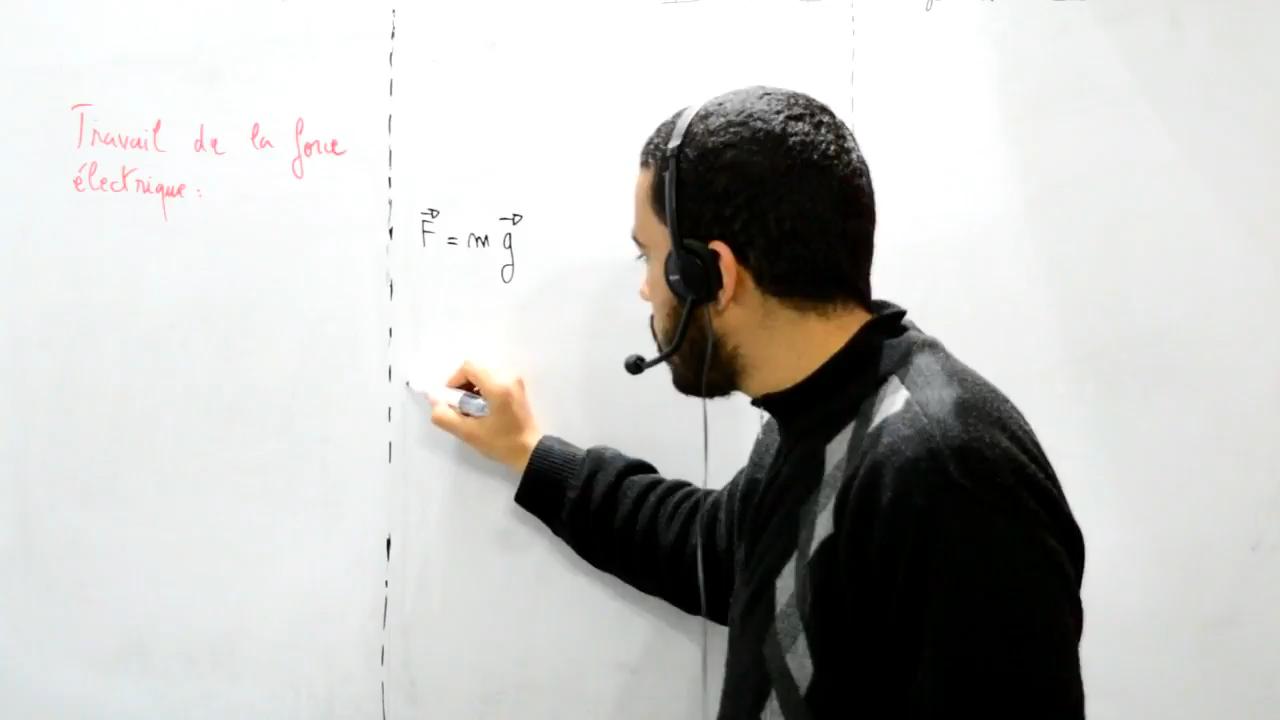 Travail de la force
électrique :
F⃗ = m g⃗